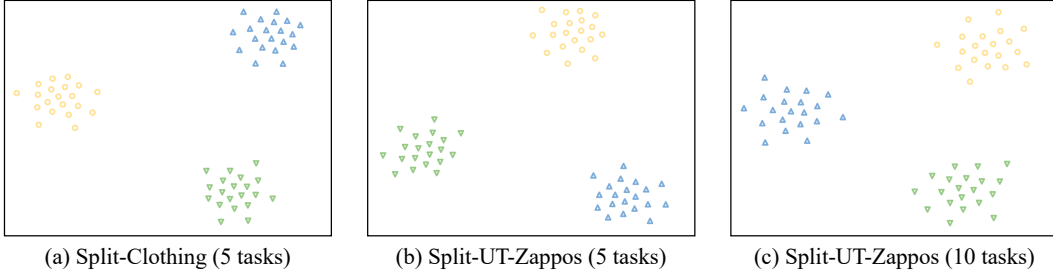 (a) Split-Clothing (5 tasks)
(b) Split-UT-Zappos (5 tasks)
(c) Split-UT-Zappos (10 tasks)